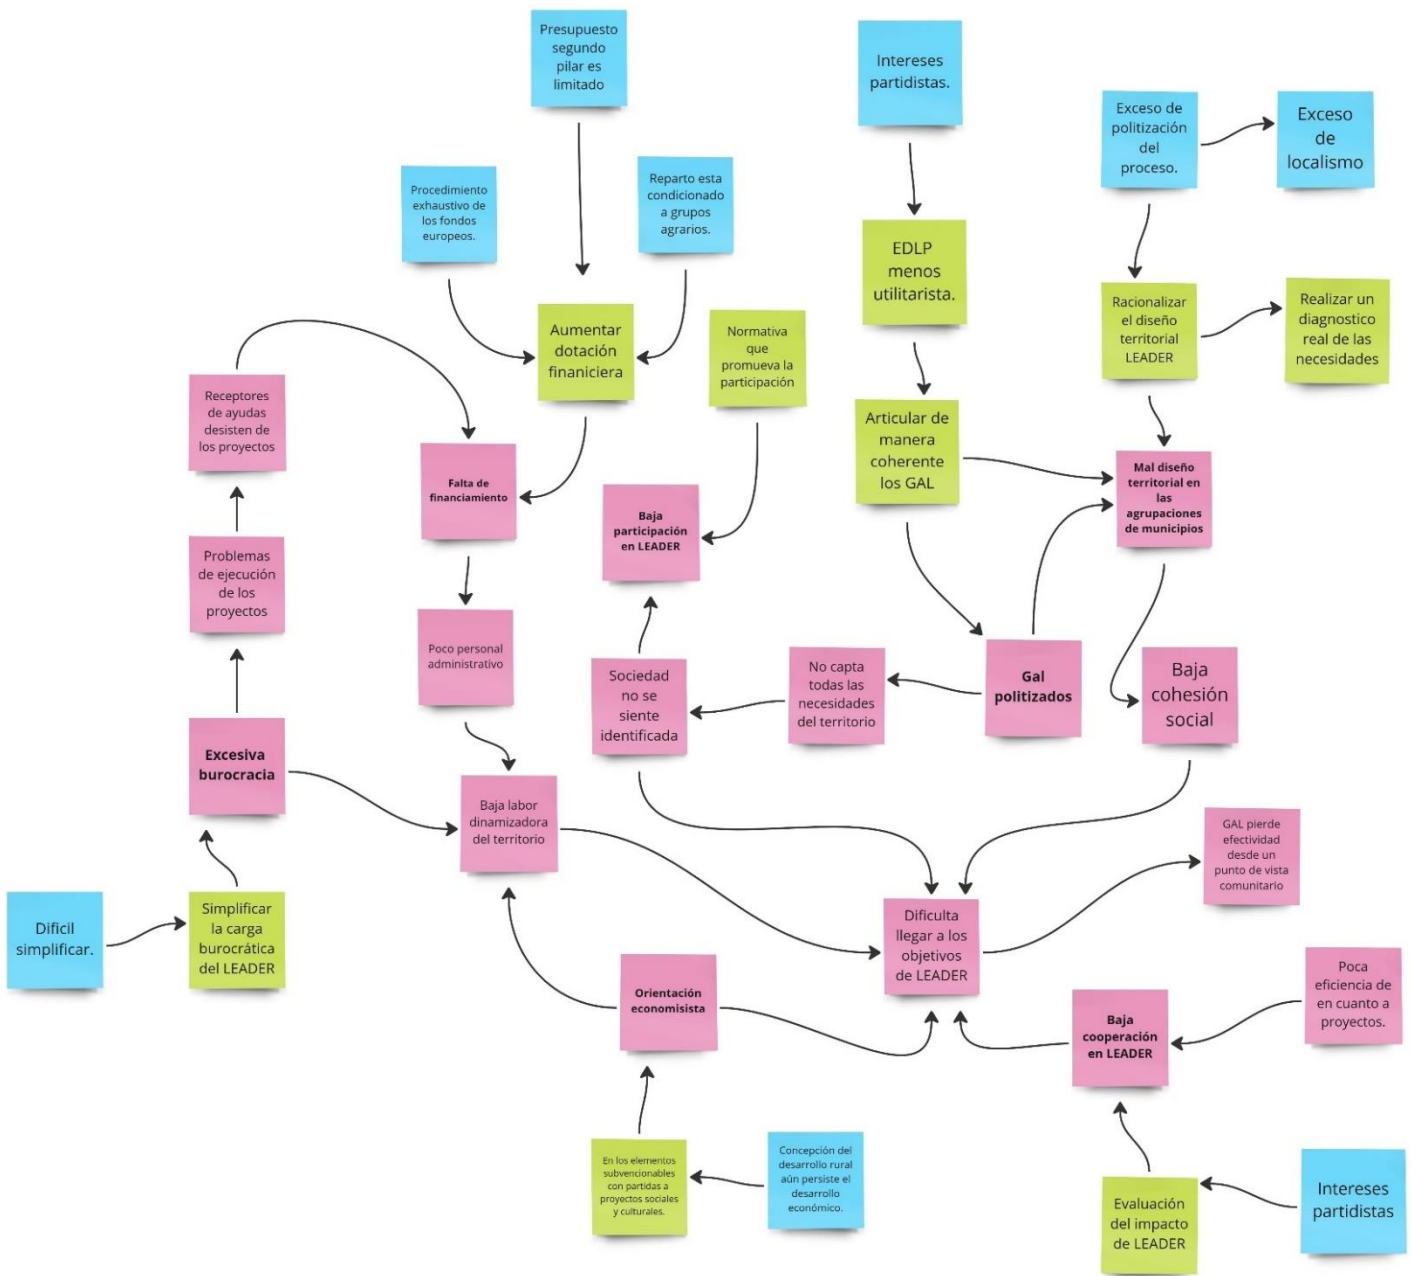 Presupuesto
segundo
pilar es
limitado
Intereses
partidistas.
Exceso de
politización
del
proceso.
Exceso
de
localismo
Procedimiento
exhaustivo de
los fondos
europeos.
Reparto esta
condicionado
a grupos
agrarios.
EDLP
menos
utilitarista.
Racionalizar
el diseño
territorial
LEADER
Realizar un
diagnostico
real de las
necesidades
Aumentar
dotación
finaniciera
Normativa
que
promueva la
participación
Receptores
de ayudas
desisten de
los proyectos
Articular de
manera
coherente
los GAL
Falta de
financiamiento
Mal diseño
territorial en
las
agrupaciones
de municipios
Baja
participación
en LEADER
Problemas
de ejecución
de los
proyectos
Poco personal
administrativo
Sociedad
no se
siente
identificada
No capta
todas las
necesidades
del territorio
Gal
politizados
Baja
cohesión
social
Excesiva
burocracia
Baja labor
dinamizadora
del territorio
GAL pierde
efectividad
desde un
punto de vista
comunitario
Dificil
simplificar.
Simplificar
la carga
burocrática
del LEADER
Dificulta
llegar a los
objetivos
de LEADER
Orientación
economisista
Baja
cooperación
en LEADER
Poca
eficiencia de
en cuanto a
proyectos.
En los elementos
subvencionables
con partidas a
proyectos sociales
y culturales.
Concepción del
desarrollo rural
aún persiste el
desarrollo
económico.
Evaluación
del impacto
de LEADER
Intereses
partidistas